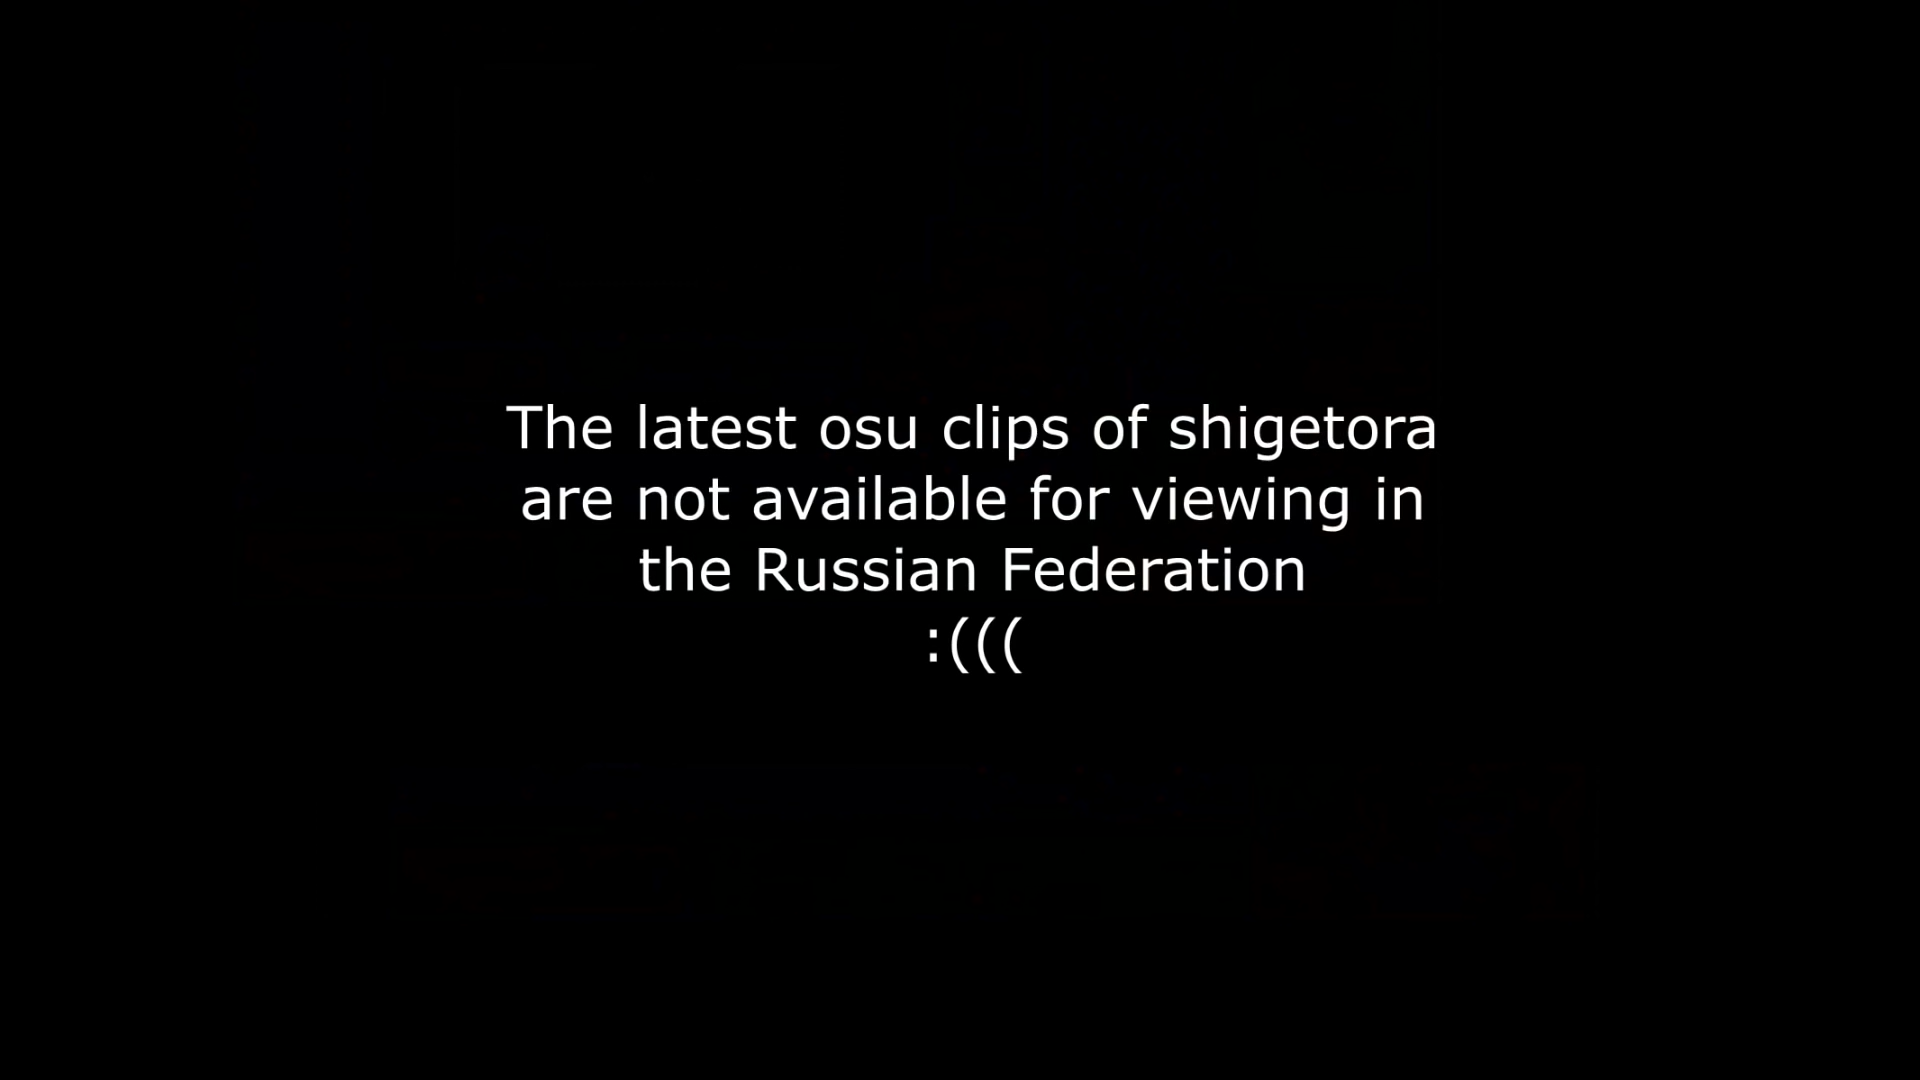 The latest osu clips of shigetora
are not available for viewing in
the Russian Federation
:(((